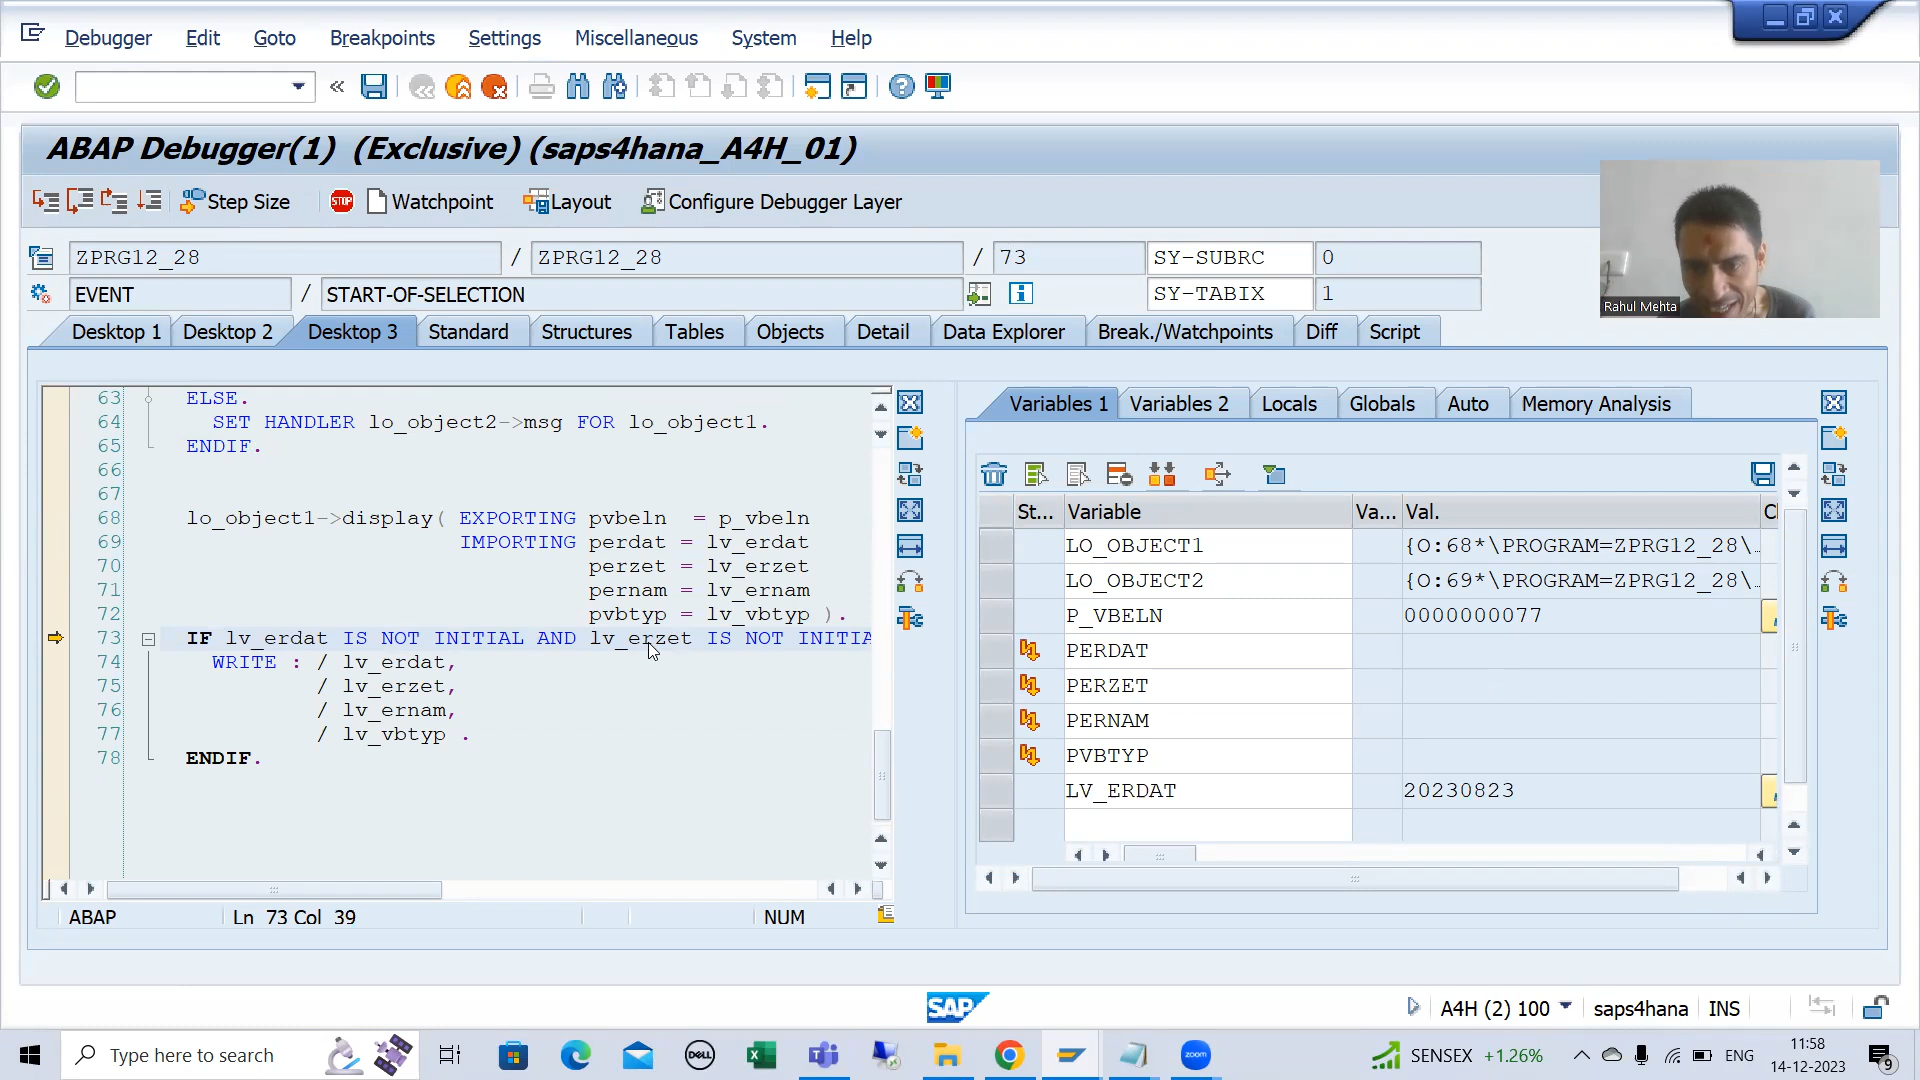 Debugger Edit Goto Breakpoints Settings Miscellaneous System Help
ABAP Debugger(1) (Exclusive) (saps4hana_A4H_01)
Step Size STOP Watchpoint Layout Configure Debugger Layer
ZPRG12_28 / ZPRG12_28 / 73 SY-SUBRC 0
EVENT / START-OF-SELECTION SY-TABIX 1
Rahul Mehta
Desktop 1 Desktop 2 Desktop 3 Standard Structures Tables Objects Detail Data Explorer Break./Watchpoints Diff Script
63 ELSE.
64 SET HANDLER lo_object2->msg FOR lo_object1.
65 ENDIF.
66
67
68 lo_object1->display( EXPORTING pvbeln = p_vbeln
69 IMPORTING perdat = lv_erdat
70 perzet = lv_erzet
71 pernam = lv_ernam
72 pvbtyp = lv_vbtyp ).
73 IF lv_erdat IS NOT INITIAL AND lv_erzet IS NOT INITIA
74 WRITE : / lv_erdat,
75 / lv_erzet,
76 / lv_ernam,
77 / lv_vbtyp .
78 ENDIF.
ABAP Ln 73 Col 39 NUM
Variables 1 Variables 2 Locals Globals Auto Memory Analysis
St... Variable Va... Val.
LO_OBJECT1 {O:68*\PROGRAM=ZPRG12_28\...
LO_OBJECT2 {O:69*\PROGRAM=ZPRG12_28\...
P_VBELN 0000000077
PERDAT
PERZET
PERNAM
PVBTYP
LV_ERDAT 20230823
SAP
A4H (2) 100 saps4hana INS
Type here to search DELL zoom SENSEX +1.26% ENG 11:58
14-12-2023 9